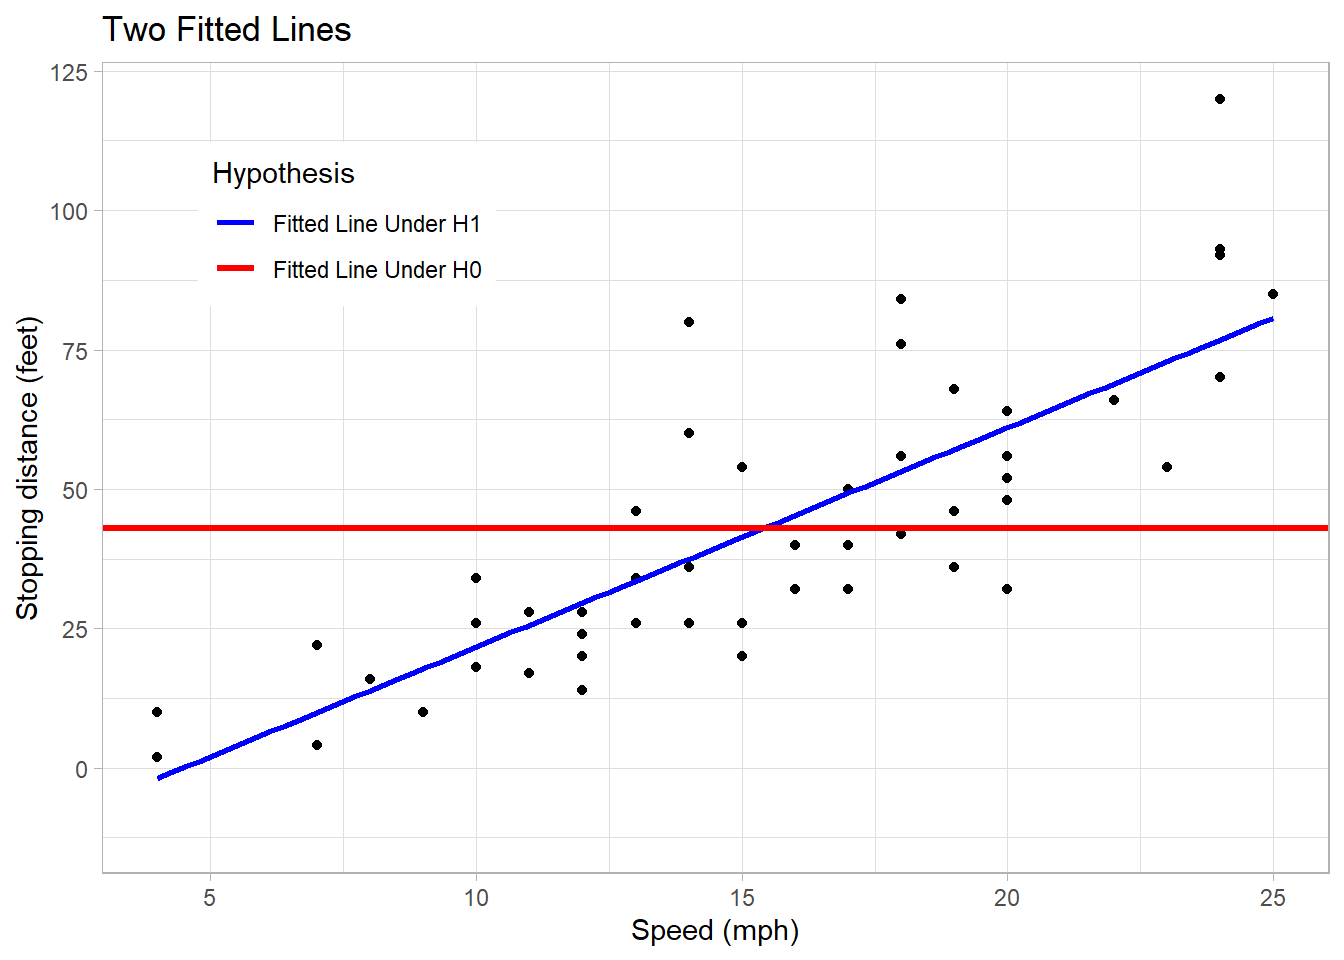 Two Fitted Lines
125
100
75
50
25
0
Stopping distance (feet)
Hypothesis
Fitted Line Under H1
Fitted Line Under H0
5 10 15 20 25
Speed (mph)